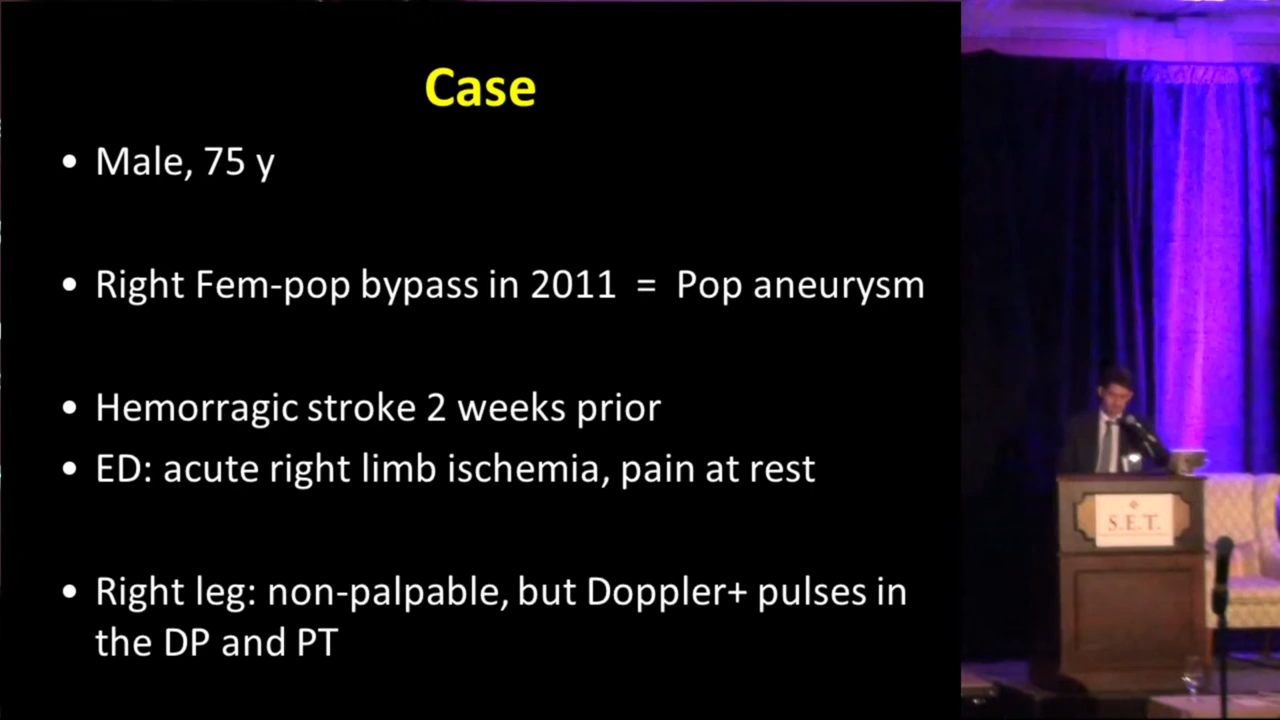 Case
• Male, 75 y
• Right Fem-pop bypass in 2011 = Pop aneurysm
• Hemorragic stroke 2 weeks prior
• ED: acute right limb ischemia, pain at rest
• Right leg: non-palpable, but Doppler+ pulses in
the DP and PT
S.E.T.